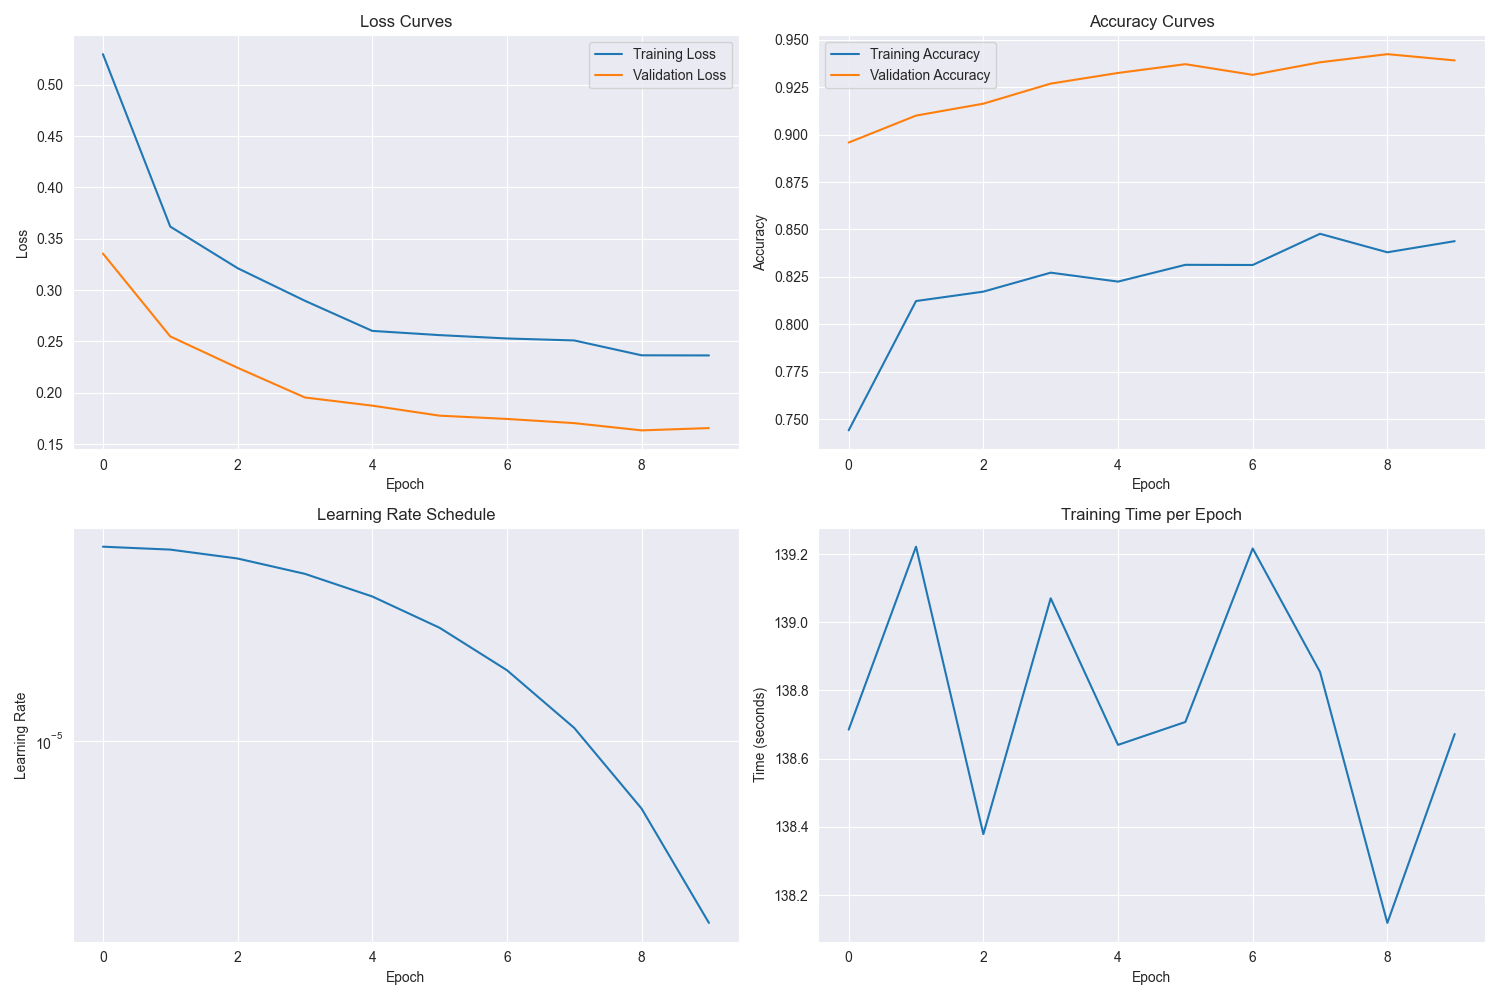 Loss Curves
Training Loss
Validation Loss
0.50
0.45
0.40
0.35
0.30
0.25
0.20
0.15
Loss
0 2 4 6 8
Epoch
Accuracy Curves
Training Accuracy
Validation Accuracy
0.950
0.925
0.900
0.875
0.850
0.825
0.800
0.775
0.750
Accuracy
0 2 4 6 8
Epoch
Learning Rate Schedule
10⁻⁵
Learning Rate
0 2 4 6 8
Epoch
Training Time per Epoch
139.2
139.0
138.8
138.6
138.4
138.2
Time (seconds)
0 2 4 6 8
Epoch